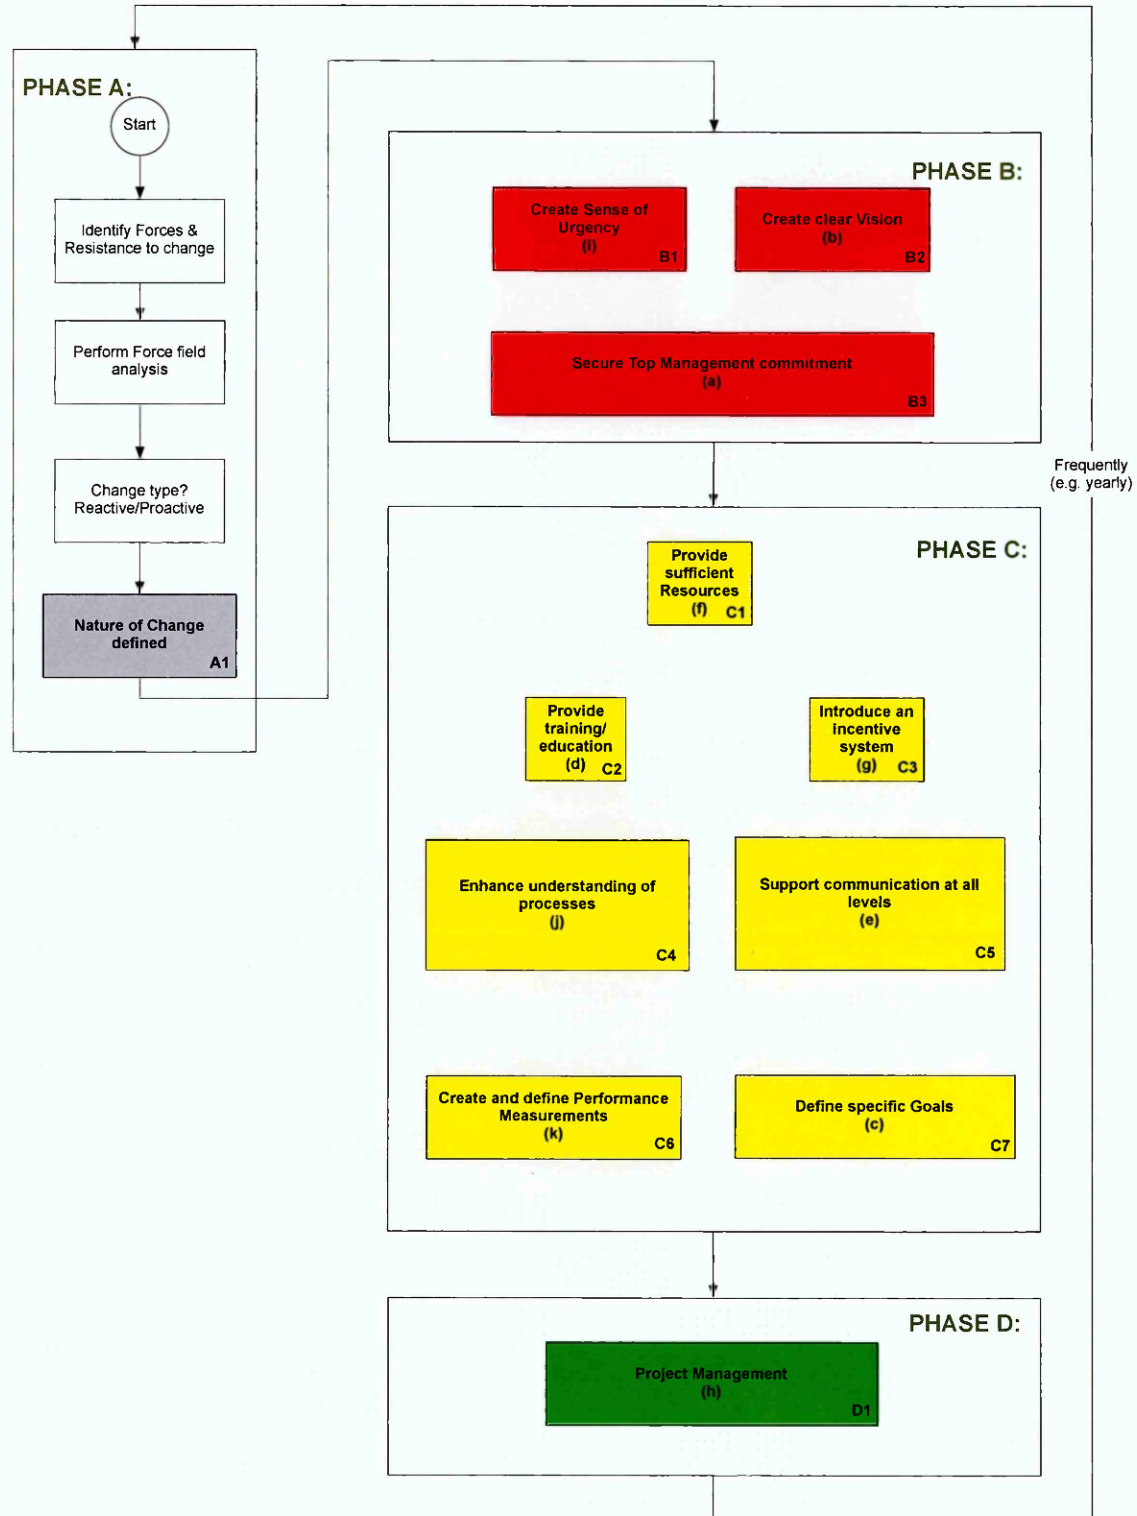 PHASE A:
Start
Identify Forces &
Resistance to change
Perform Force field
analysis
Change type?
Reactive/Proactive
Nature of Change
defined
A1
PHASE B:
Create Sense of
Urgency
(i)
B1
Create clear Vision
(b)
B2
Secure Top Management commitment
(a)
B3
Frequently
(e.g. yearly)
PHASE C:
Provide
sufficient
Resources
(f)
C1
Provide
training/
education
(d)
C2
Introduce an
incentive
system
(g)
C3
Enhance understanding of
processes
(j)
C4
Support communication at all
levels
(e)
C5
Create and define Performance
Measurements
(k)
C6
Define specific Goals
(c)
C7
PHASE D:
Project Management
(h)
D1